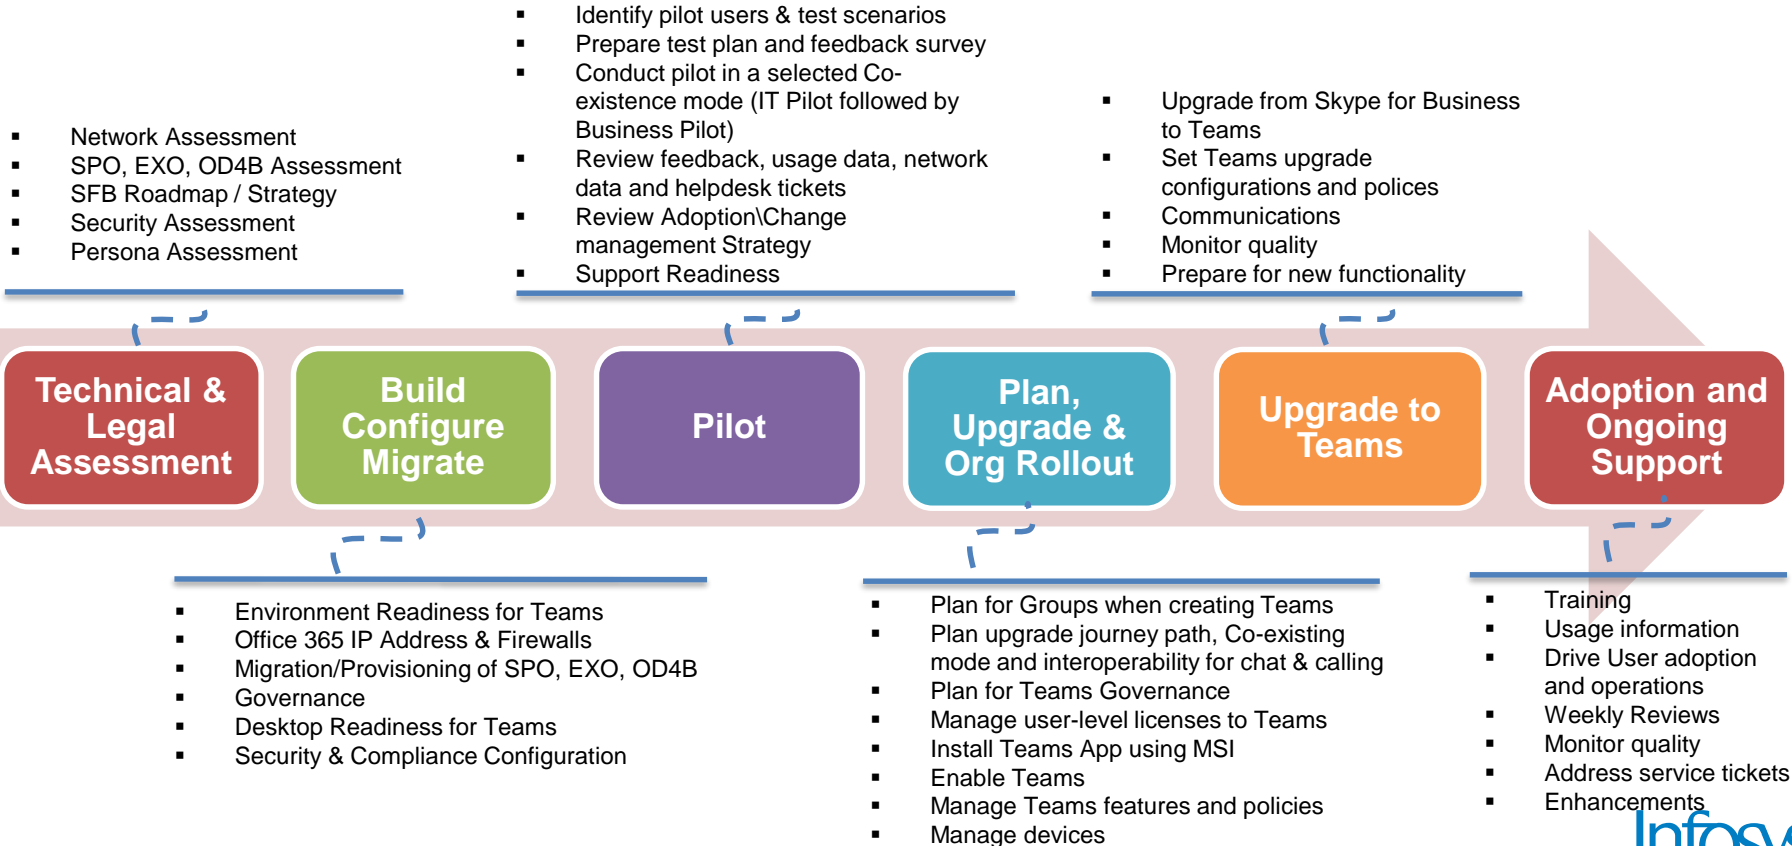 Identify pilot users & test scenarios
Prepare test plan and feedback survey
Conduct pilot in a selected Co-
existence mode (IT Pilot followed by
Business Pilot)
Review feedback, usage data, network
data and helpdesk tickets
Review Adoption\Change
management Strategy
Support Readiness
Network Assessment
SPO, EXO, OD4B Assessment
SFB Roadmap / Strategy
Security Assessment
Persona Assessment
Upgrade from Skype for Business
to Teams
Set Teams upgrade
configurations and polices
Communications
Monitor quality
Prepare for new functionality
Technical &
Legal
Assessment
Build
Configure
Migrate
Pilot
Plan,
Upgrade &
Org Rollout
Upgrade to
Teams
Adoption and
Ongoing
Support
Environment Readiness for Teams
Office 365 IP Address & Firewalls
Migration/Provisioning of SPO, EXO, OD4B
Governance
Desktop Readiness for Teams
Security & Compliance Configuration
Plan for Groups when creating Teams
Plan upgrade journey path, Co-existing
mode and interoperability for chat & calling
Plan for Teams Governance
Manage user-level licenses to Teams
Install Teams App using MSI
Enable Teams
Manage Teams features and policies
Manage devices
Training
Usage information
Drive User adoption
and operations
Weekly Reviews
Monitor quality
Address service tickets
Enhancements